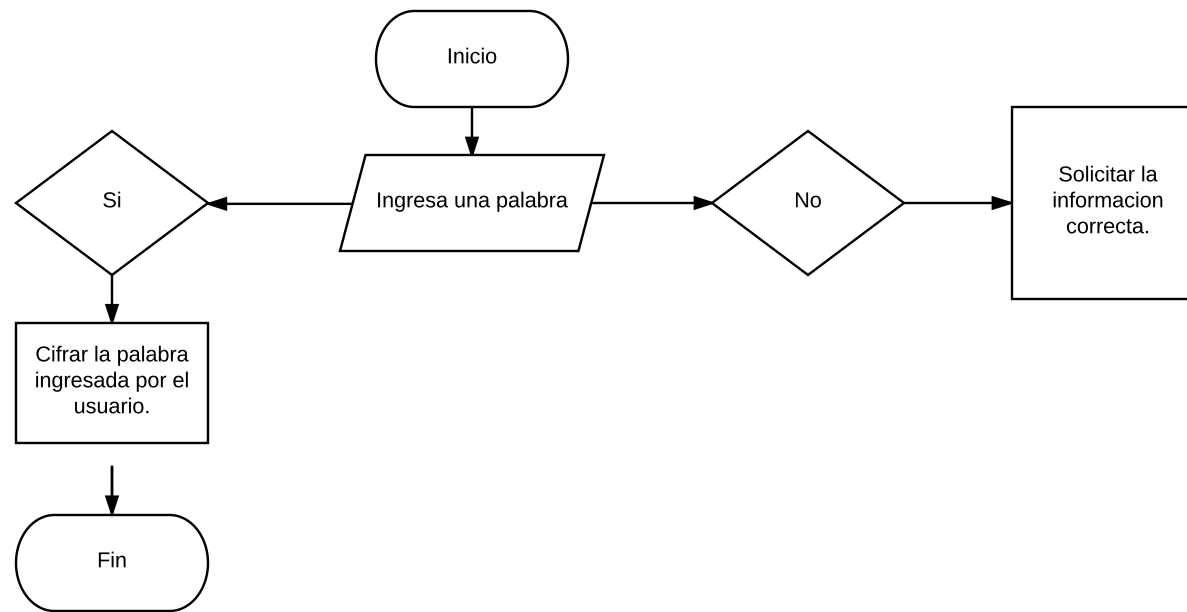 Inicio
Si
Ingresa una palabra
No
Solicitar la
informacion
correcta.
Cifrar la palabra
ingresada por el
usuario.
Fin